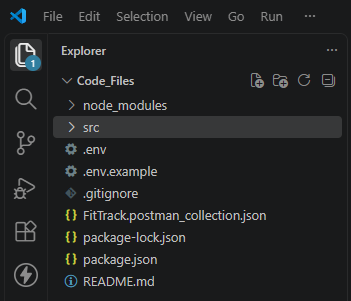 File Edit Selection View Go Run ...
Explorer ...
1
Code_Files
node_modules
src
.env
.env.example
.gitignore
{} FitTrack.postman_collection.json
{} package-lock.json
{} package.json
README.md